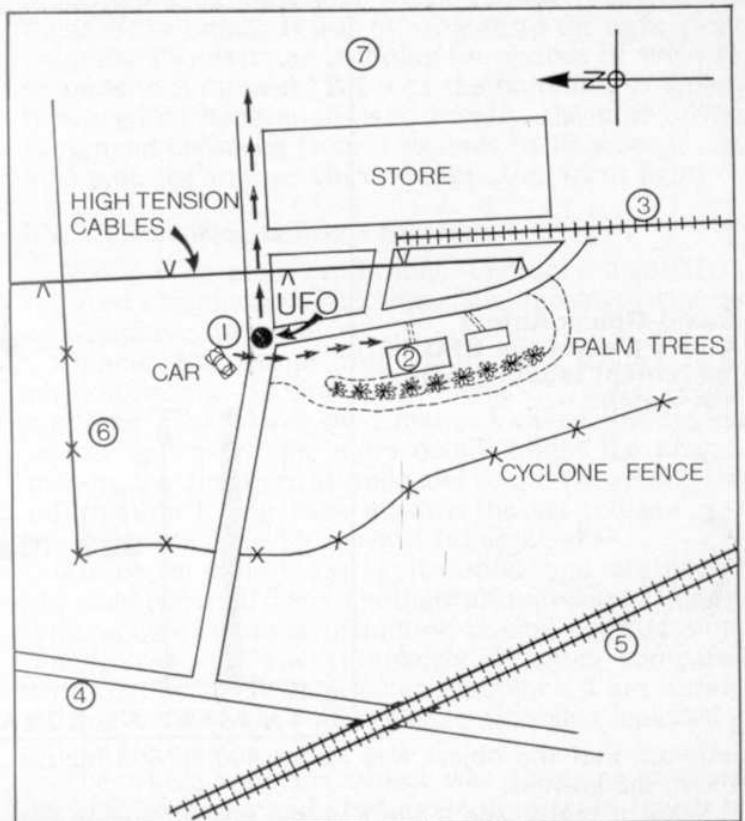 7
N
STORE
HIGH TENSION
CABLES
3
UFO
1
CAR
2
PALM TREES
6
CYCLONE FENCE
5
4